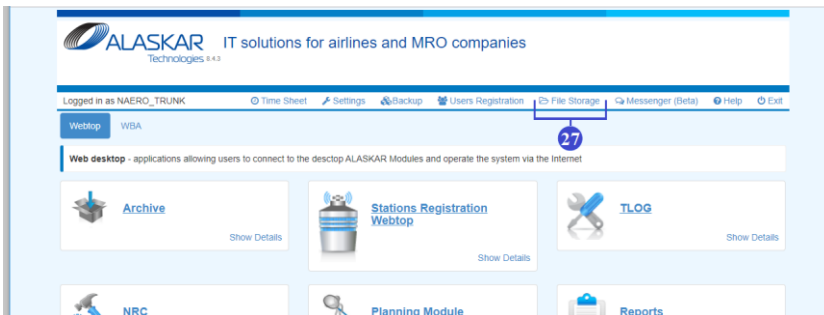 ALASKAR IT solutions for airlines and MRO companies
Technologies 8.4.3
Logged in as NAERO_TRUNK Time Sheet Settings Backup Users Registration File Storage Messenger (Beta) Help Exit
Webtop WBA
27
Web desktop - applications allowing users to connect to the desctop ALASKAR Modules and operate the system via the Internet
Archive
Show Details
Stations Registration
Webtop
Show Details
TLOG
Show Details
NRC
Planning Module
Reports